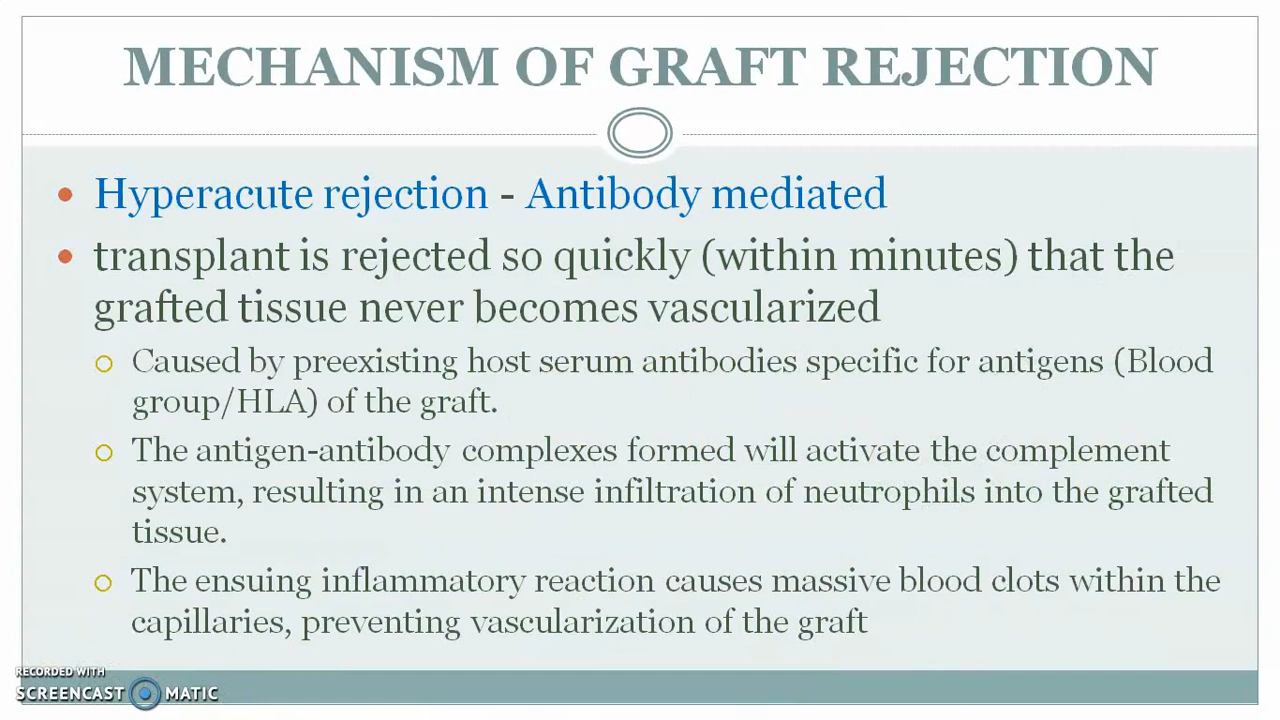 MECHANISM OF GRAFT REJECTION
Hyperacute rejection - Antibody mediated
transplant is rejected so quickly (within minutes) that the
grafted tissue never becomes vascularized
Caused by preexisting host serum antibodies specific for antigens (Blood
group/HLA) of the graft.
The antigen-antibody complexes formed will activate the complement
system, resulting in an intense infiltration of neutrophils into the grafted
tissue.
The ensuing inflammatory reaction causes massive blood clots within the
capillaries, preventing vascularization of the graft
RECORDED WITH
SCREENCAST MATIC